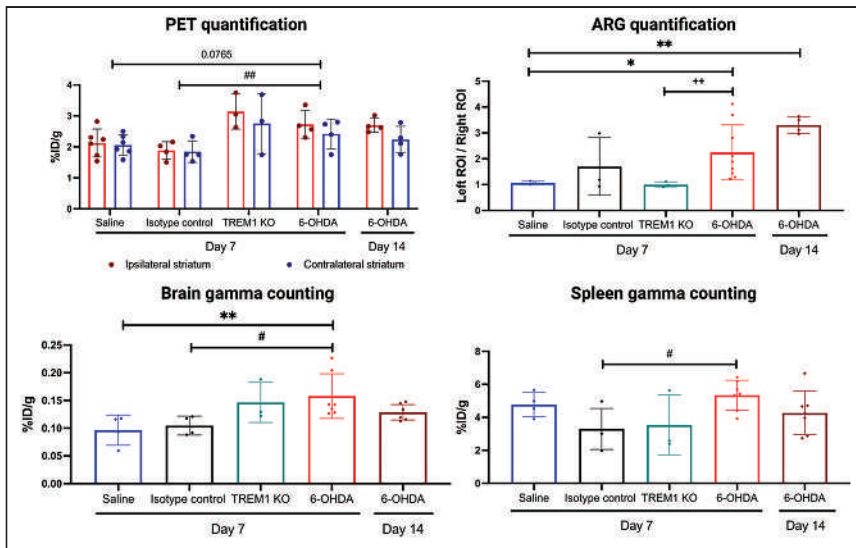 PET quantification
0.0765
##
%ID/g
4
3
2
1
0
Saline
Isotype control
TREM1 KO
6-OHDA
6-OHDA
Day 7
Day 14
Ipsilateral striatum
Contralateral striatum
ARG quantification
**
*
++
Left ROI / Right ROI
5
4
3
2
1
0
Saline
Isotype control
TREM1 KO
6-OHDA
6-OHDA
Day 7
Day 14
Brain gamma counting
**
#
%ID/g
0.25
0.20
0.15
0.10
0.05
0.00
Saline
Isotype control
TREM1 KO
6-OHDA
6-OHDA
Day 7
Day 14
Spleen gamma counting
#
%ID/g
8
6
4
2
0
Saline
Isotype control
TREM1 KO
6-OHDA
6-OHDA
Day 7
Day 14